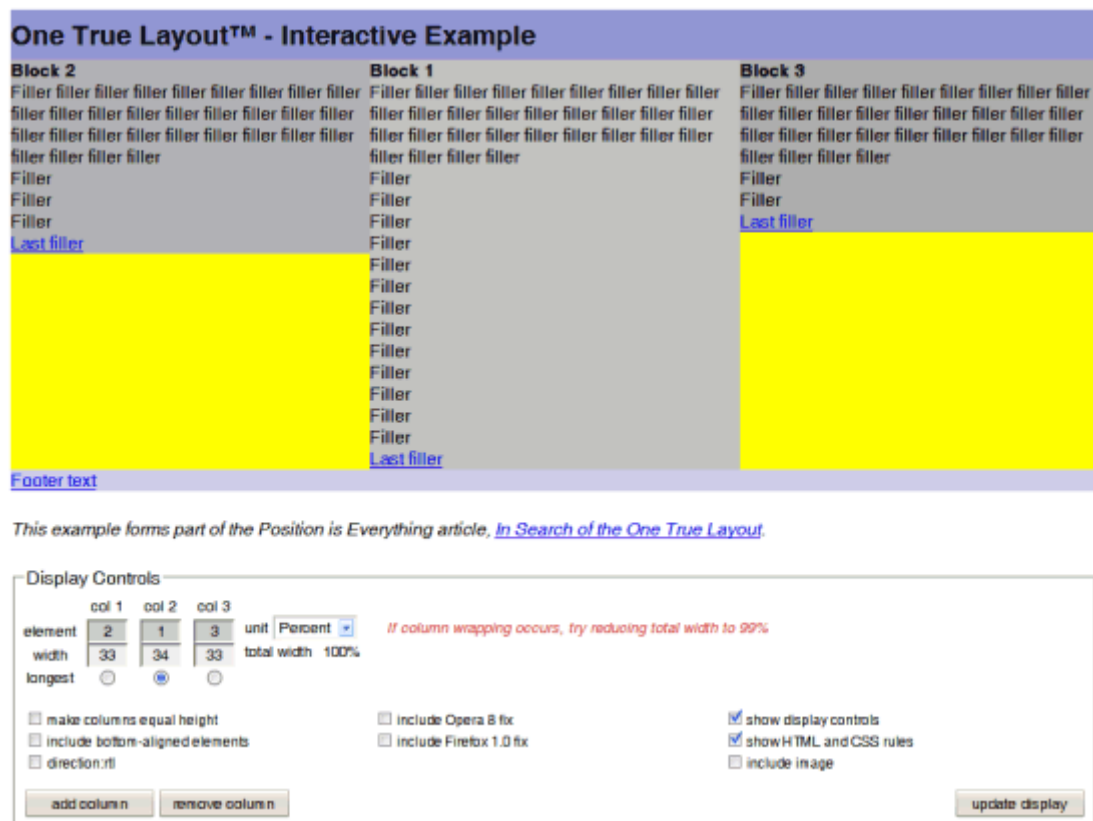 One True Layout™ - Interactive Example
Block 2
Filler filler filler filler filler filler filler filler filler
filler filler filler filler filler filler filler filler filler
filler filler filler filler filler filler filler filler filler
filler filler filler filler
Filler
Filler
Filler
Last filler
Block 1
Filler filler filler filler filler filler filler filler filler
filler filler filler filler filler filler filler filler filler
filler filler filler filler filler filler filler filler filler
filler filler filler filler
Filler
Filler
Filler
Filler
Filler
Filler
Filler
Filler
Filler
Filler
Filler
Filler
Filler
Last filler
Block 3
Filler filler filler filler filler filler filler filler filler
filler filler filler filler filler filler filler filler filler
filler filler filler filler filler filler filler filler filler
filler filler filler filler
Filler
Filler
Last filler
Footer text
This example forms part of the Position is Everything article, In Search of the One True Layout.
Display Controls
col 1 col 2 col 3
element 2 1 3 unit Percent If column wrapping occurs, try reducing total width to 99%
width 33 34 33 total width 100%
longest
make columns equal height include Opera 8 fix show display controls
include bottom-aligned elements include Firefox 1.0 fix show HTML and CSS rules
direction:rtl include image
add column remove column update display